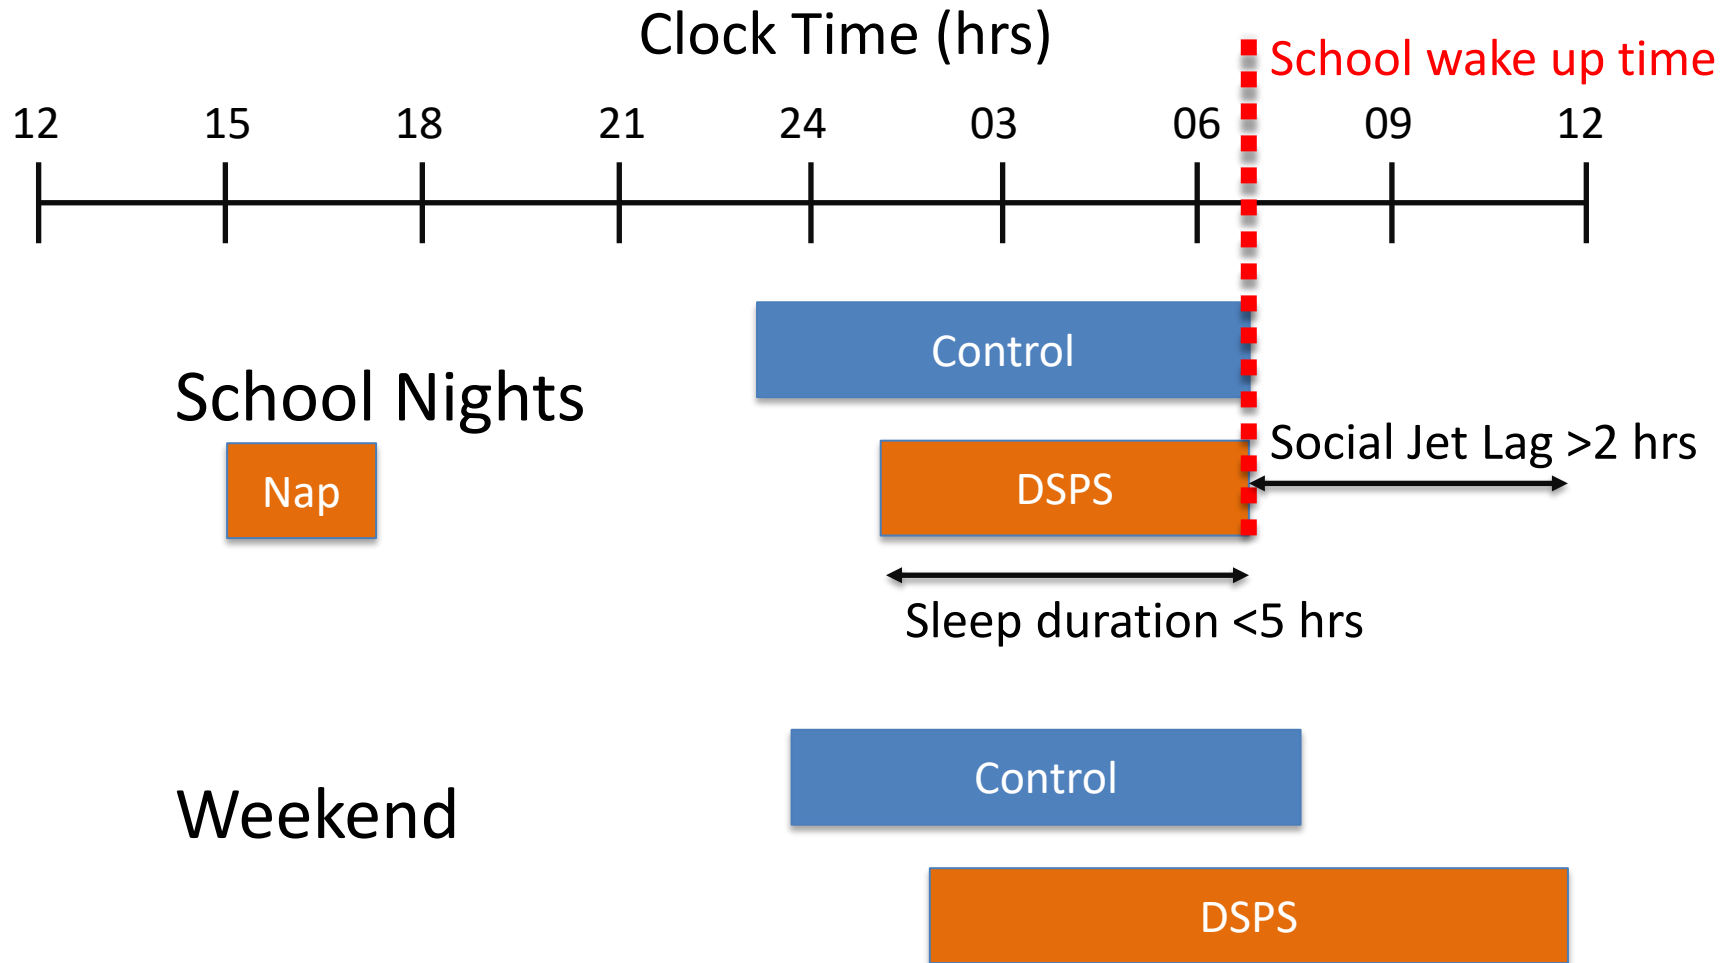 Clock Time (hrs)
School wake up time
12 15 18 21 24 03 06 09 12
Control
School Nights
Nap
DSPS
Social Jet Lag >2 hrs
Sleep duration <5 hrs
Control
Weekend
DSPS